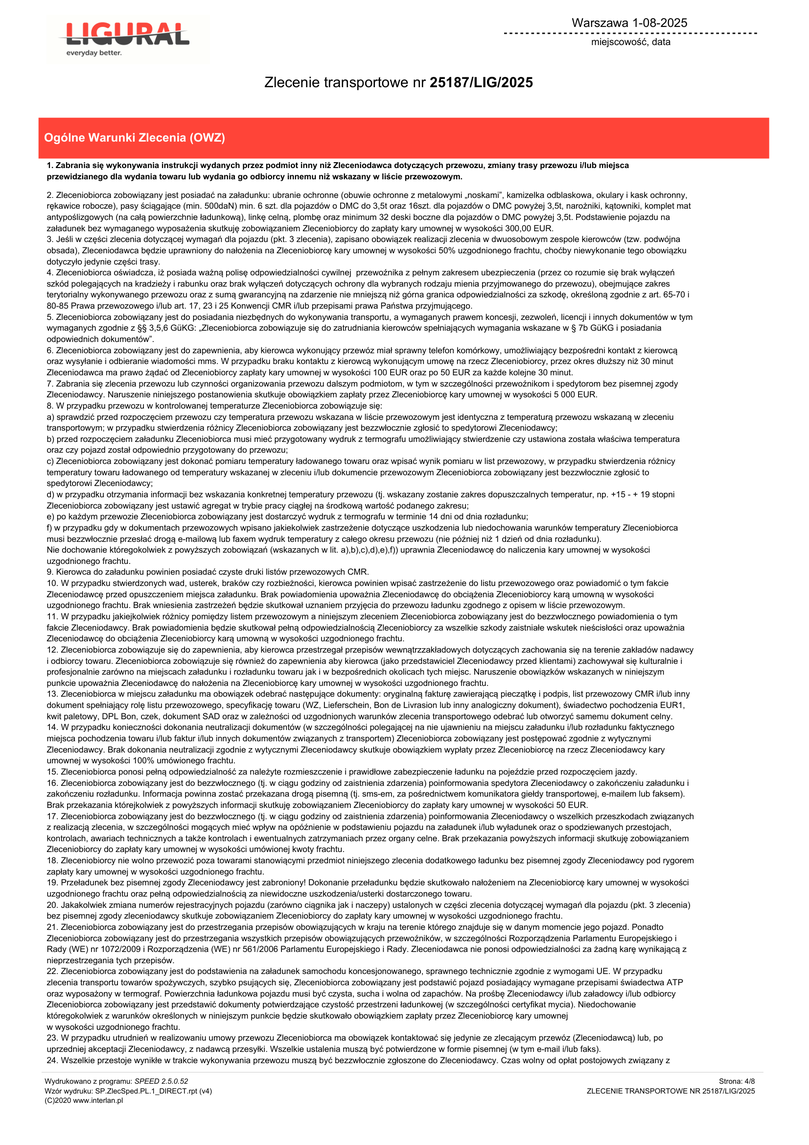 LIGURAL
everyday better.
Warszawa 1-08-2025
miejscowość, data
Zlecenie transportowe nr 25187/LIG/2025
Ogólne Warunki Zlecenia (OWZ)
1. Zabrania się wykonywania instrukcji wydanych przez podmiot inny niż Zleceniodawca dotyczących przewozu, zmiany trasy przewozu i/lub miejsca
przewidzianego dla wydania towaru lub wydania go odbiorcy innemu niż wskazany w liście przewozowym.
2. Zleceniobiorca zobowiązany jest posiadać na załadunku: ubranie ochronne (obuwie ochronne z metalowymi „noskami”, kamizelka odblaskowa, okulary i kask ochronny,
rękawice robocze), pasy ściągające (min. 500daN) min. 6 szt. dla pojazdów o DMC do 3,5t oraz 16szt. dla pojazdów o DMC powyżej 3,5t, narożniki, kątowniki, komplet mat
antypoślizgowych (na całą powierzchnie ładunkową), linkę celną, plombę oraz minimum 32 deski boczne dla pojazdów o DMC powyżej 3,5t. Podstawienie pojazdu na
załadunek bez wymaganego wyposażenia skutkuję zobowiązaniem Zleceniobiorcy do zapłaty kary umownej w wysokości 300,00 EUR.
3. Jeśli w części zlecenia dotyczącej wymagań dla pojazdu (pkt. 3 zlecenia), zapisano obowiązek realizacji zlecenia w dwuosobowym zespole kierowców (tzw. podwójna
obsada), Zleceniodawca będzie uprawniony do nałożenia na Zleceniobiorcy kary umownej w wysokości 50% uzgodnionego frachtu, choćby niewykonanie tego obowiązku
dotyczyło jedynie części trasy.
4. Zleceniobiorca oświadcza, iż posiada ważną polisę odpowiedzialności cywilnej  przewoźnika z pełnym zakresem ubezpieczenia (przez co rozumie się brak wyłączeń
szkód polegających na kradzieży i rabunku oraz brak wyłączeń dotyczących ochrony dla wybranych rodzaju mienia przyjmowanego do przewozu), obejmujące zakres
terytorialny wykonywanego przewozu oraz z sumą gwarancyjną na zdarzenie nie mniejszą niż górna granica odpowiedzialności za szkodę, określoną zgodnie z art. 65-70 i
80-85 Prawa przewozowego i/lub art. 17, 23 i 25 Konwencji CMR i/lub przepisami prawa Państwa przyjmującego.
5. Zleceniobiorca zobowiązany jest do posiadania niezbędnych do wykonywania transportu, a wymaganych prawem koncesji, zezwoleń, licencji i innych dokumentów w tym
wymaganych zgodnie z §§ 3,5,6 GüKG: „Zleceniobiorca zobowiązuje się do zatrudniania kierowców spełniających wymagania wskazane w § 7b GüKG i posiadania
odpowiednich dokumentów”.
6. Zleceniobiorca zobowiązany jest do zapewnienia, aby kierowca wykonujący przewóz miał sprawny telefon komórkowy, umożliwiający bezpośredni kontakt z kierowcą
oraz wysyłanie i odbieranie wiadomości mms. W przypadku braku kontaktu z kierowcą wykonującym umowę na rzecz Zleceniobiorcy, przez okres dłuższy niż 30 minut
Zleceniodawca ma prawo żądać od Zleceniobiorcy zapłaty kary umownej w wysokości 100 EUR oraz po 50 EUR za każde kolejne 30 minut.
7. Zabrania się zlecenia przewozu lub czynności organizowania przewozu dalszym podmiotom, w tym w szczególności przewoźnikom i spedytorom bez pisemnej zgody
Zleceniodawcy. Naruszenie niniejszego postanowienia skutkuje obowiązkiem zapłaty przez Zleceniobiorcę kary umownej w wysokości 5 000 EUR.
8. W przypadku przewozu w kontrolowanej temperaturze Zleceniobiorca zobowiązuje się:
a) sprawdzić przed rozpoczęciem przewozu czy temperatura przewozu wskazana w liście przewozowym jest identyczna z temperaturą przewozu wskazaną w zleceniu
transportowym; w przypadku stwierdzenia różnicy Zleceniobiorca zobowiązany jest bezzwłocznie zgłosić to spedytorowi Zleceniodawcy;
b) przed rozpoczęciem załadunku Zleceniobiorca musi mieć przygotowany wydruk z termografu umożliwiający stwierdzenie czy ustawiona została właściwa temperatura
oraz czy pojazd został odpowiednio przygotowany do przewozu;
c) Zleceniobiorca zobowiązany jest dokonać pomiaru temperatury ładowanego towaru oraz wpisać wynik pomiaru w list przewozowy, w przypadku stwierdzenia różnicy
temperatury towaru ładowanego od temperatury wskazanej w zleceniu i/lub dokumencie przewozowym Zleceniobiorca zobowiązany jest bezzwłocznie zgłosić to
spedytorowi Zleceniodawcy;
d) w przypadku otrzymania informacji bez wskazania konkretnej temperatury przewozu (tj. wskazany zostanie zakres dopuszczalnych temperatur, np. +15 - + 19 stopni
Zleceniobiorca zobowiązany jest ustawić agregat w trybie pracy ciągłej na środkową wartość podanego zakresu;
e) po każdym przewozie Zleceniobiorca zobowiązany jest dostarczyć wydruk z termografu w terminie 14 dni od dnia rozładunku;
f) w przypadku gdy w dokumentach przewozowych wpisano jakiekolwiek zastrzeżenie dotyczące uszkodzenia lub niedochowania warunków temperatury Zleceniobiorca
musi bezzwłocznie przesłać drogą e-mailową lub faxem wydruk temperatury z całego okresu przewozu (nie później niż 1 dzień od dnia rozładunku).
Nie dochowanie któregokolwiek z powyższych zobowiązań (wskazanych w lit. a),b),c),d),e),f)) uprawnia Zleceniodawcę do naliczenia kary umownej w wysokości
uzgodnionego frachtu.
9. Kierowca do załadunku powinien posiadać czyste druki listów przewozowych CMR.
10. W przypadku stwierdzonych wad, usterek, braków czy rozbieżności, kierowca powinien wpisać zastrzeżenie do listu przewozowego oraz powiadomić o tym fakcie
Zleceniodawcę przed opuszczeniem miejsca załadunku. Brak powiadomienia upoważnia Zleceniodawcę do obciążenia Zleceniobiorcy karą umowną w wysokości
uzgodnionego frachtu. Brak wniesienia zastrzeżeń będzie skutkował uznaniem przyjęcia do przewozu ładunku zgodnego z opisem w liście przewozowym.
11. W przypadku jakiejkolwiek różnicy pomiędzy listem przewozowym a niniejszym zleceniem Zleceniobiorca zobowiązany jest do bezzwłocznego powiadomienia o tym
fakcie Zleceniodawcy. Brak powiadomienia będzie skutkował pełną odpowiedzialnością Zleceniobiorcy za wszelkie szkody zaistniałe wskutek nieścisłości oraz upoważnia
Zleceniodawcę do obciążenia Zleceniobiorcy karą umowną w wysokości uzgodnionego frachtu.
12. Zleceniobiorca zobowiązuje się do zapewnienia, aby kierowca przestrzegał przepisów wewnątrzzakładowych dotyczących zachowania się na terenie zakładów nadawcy
i odbiorcy towaru. Zleceniobiorca zobowiązuje się również do zapewnienia aby kierowca (jako przedstawiciel Zleceniodawcy przed klientami) zachowywał się kulturalnie i
profesjonalnie zarówno na miejscach załadunku i rozładunku towaru jak i w bezpośrednich okolicach tych miejsc. Naruszenie obowiązków wskazanych w niniejszym
punkcie upoważnia Zleceniodawcę do nałożenia na Zleceniobiorcę kary umownej w wysokości uzgodnionego frachtu.
13. Zleceniobiorca w miejscu załadunku ma obowiązek odebrać następujące dokumenty: oryginalną fakturę zawierającą pieczątkę i podpis, list przewozowy CMR i/lub inny
dokument spełniający rolę listu przewozowego, specyfikację towaru (WZ, Lieferschein, Bon de Livrasion lub inny analogiczny dokument), świadectwo pochodzenia EUR1,
kwit paletowy, DPL Bon, czek, dokument SAD oraz w zależności od uzgodnionych warunków zlecenia transportowego odebrać lub otworzyć samemu dokument celny.
14. W przypadku konieczności dokonania neutralizacji dokumentów (w szczególności polegającej na nie ujawnieniu na miejscu załadunku i/lub rozładunku faktycznego
miejsca pochodzenia towaru i/lub faktur i/lub innych dokumentów związanych z transportem) Zleceniobiorca zobowiązany jest postępować zgodnie z wytycznymi
Zleceniodawcy. Brak dokonania neutralizacji zgodnie z wytycznymi Zleceniodawcy skutkuje obowiązkiem wypłaty przez Zleceniobiorcę na rzecz Zleceniodawcy kary
umownej w wysokości 100% umówionego frachtu.
15. Zleceniobiorca ponosi pełną odpowiedzialność za należyte rozmieszczenie i prawidłowe zabezpieczenie ładunku na pojeździe przed rozpoczęciem jazdy.
16. Zleceniobiorca zobowiązany jest do bezzwłocznego (tj. w ciągu godziny od zaistnienia zdarzenia) poinformowania spedytora Zleceniodawcy o zakończeniu załadunku i
zakończeniu rozładunku. Informacja powinna zostać przekazana drogą pisemną (tj. sms-em, za pośrednictwem komunikatora giełdy transportowej, e-mailem lub faksem).
Brak przekazania którejkolwiek z powyższych informacji skutkuję zobowiązaniem Zleceniobiorcy do zapłaty kary umownej w wysokości 50 EUR.
17. Zleceniobiorca zobowiązany jest do bezzwłocznego (tj. w ciągu godziny od zaistnienia zdarzenia) poinformowania Zleceniodawcy o wszelkich przeszkodach związanych
z realizacją zlecenia, w szczególności mogących mieć wpływ na opóźnienie w podstawieniu pojazdu na załadunek i/lub wyładunek oraz o spodziewanych przestojach,
kontrolach, awariach technicznych a także kontrolach i ewentualnych zatrzymaniach przez organy celne. Brak przekazania powyższych informacji skutkuję zobowiązaniem
Zleceniobiorcy do zapłaty kary umownej w wysokości umówionej kwoty frachtu.
18. Zleceniobiorcy nie wolno przewozić poza towarami stanowiącymi przedmiot niniejszego zlecenia dodatkowego ładunku bez pisemnej zgody Zleceniodawcy pod rygorem
zapłaty kary umownej w wysokości uzgodnionego frachtu.
19. Przeładunek bez pisemnej zgody Zleceniodawcy jest zabroniony! Dokonanie przeładunku będzie skutkowało nałożeniem na Zleceniobiorcę kary umownej w wysokości
uzgodnionego frachtu oraz pełną odpowiedzialnością za niewidoczne uszkodzenia/usterki dostarczonego towaru.
20. Jakakolwiek zmiana numerów rejestracyjnych pojazdu (zarówno ciągnika jak i naczepy) ustalonych w części zlecenia dotyczącej wymagań dla pojazdu (pkt. 3 zlecenia)
bez pisemnej zgody zleceniodawcy skutkuje zobowiązaniem Zleceniobiorcy do zapłaty kary umownej w wysokości uzgodnionego frachtu.
21. Zleceniobiorca zobowiązany jest do przestrzegania przepisów obowiązujących w kraju na terenie którego znajduje się w danym momencie jego pojazd. Ponadto
Zleceniobiorca zobowiązany jest do przestrzegania wszystkich przepisów obowiązujących przewoźników, w szczególności Rozporządzenia Parlamentu Europejskiego i
Rady (WE) nr 1072/2009 i Rozporządzenia (WE) nr 561/2006 Parlamentu Europejskiego i Rady. Zleceniodawca nie ponosi odpowiedzialności za żadną karę wynikającą z
nieprzestrzegania tych przepisów.
22. Zleceniobiorca zobowiązany jest do podstawienia na załadunek samochodu koncesjonowanego, sprawnego technicznie zgodnie z wymogami UE. W przypadku
zlecenia transportu towarów spożywczych, szybko psujących się, Zleceniobiorca zobowiązany jest podstawić pojazd posiadający wymagane przepisami świadectwa ATP
oraz wyposażony w termograf. Powierzchnia ładunkowa pojazdu musi być czysta, sucha i wolna od zapachów. Na prośbę Zleceniodawcy i/lub załadowcy i/lub odbiorcy
Zleceniobiorca zobowiązany jest przedstawić dokumenty potwierdzające czystość przestrzeni ładunkowej (w szczególności certyfikat mycia). Niedochowanie
któregokolwiek z warunków określonych w niniejszym punkcie będzie skutkowało obowiązkiem zapłaty przez Zleceniobiorcę kary umownej
w wysokości uzgodnionego frachtu.
23. W przypadku utrudnień w realizowaniu umowy przewozu Zleceniobiorca ma obowiązek kontaktować się jedynie ze zlecającym przewóz (Zleceniodawcą) lub, po
uprzedniej akceptacji Zleceniodawcy, z nadawcą przesyłki. Wszelkie ustalenia muszą być potwierdzone w formie pisemnej (w tym e-mail i/lub faks).
24. Wszelkie przestoje wynikłe w trakcie wykonywania przewozu muszą być bezzwłocznie zgłoszone do Zleceniodawcy. Czas wolny od opłat postojowych związany z
Wydrukowano z programu: SPEED 2.5.0.52
Wzór wydruku: SP.ZlecSped.PL.1_DIRECT.rpt (v4)
(C)2020 www.interlan.pl
Strona: 4/8
ZLECENIE TRANSPORTOWE NR 25187/LIG/2025